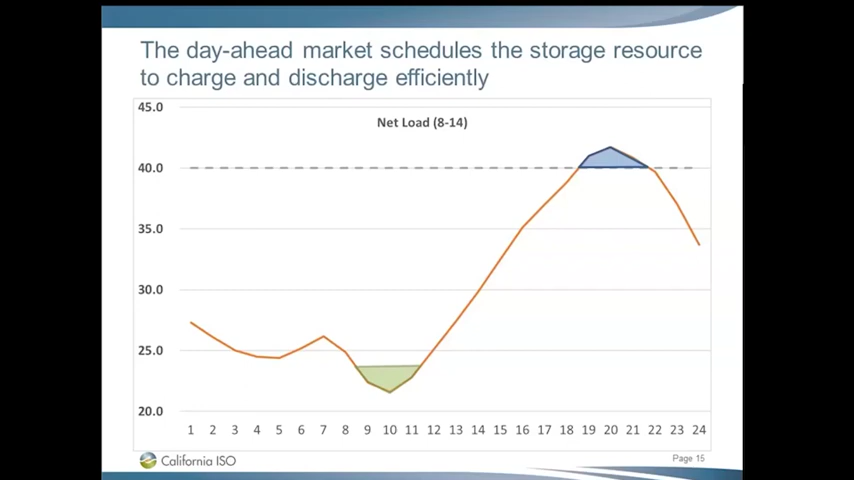 The day-ahead market schedules the storage resource
to charge and discharge efficiently
45.0
Net Load (8-14)
40.0
35.0
30.0
25.0
20.0
1 2 3 4 5 6 7 8 9 10 11 12 13 14 15 16 17 18 19 20 21 22 23 24
California ISO
Page 15